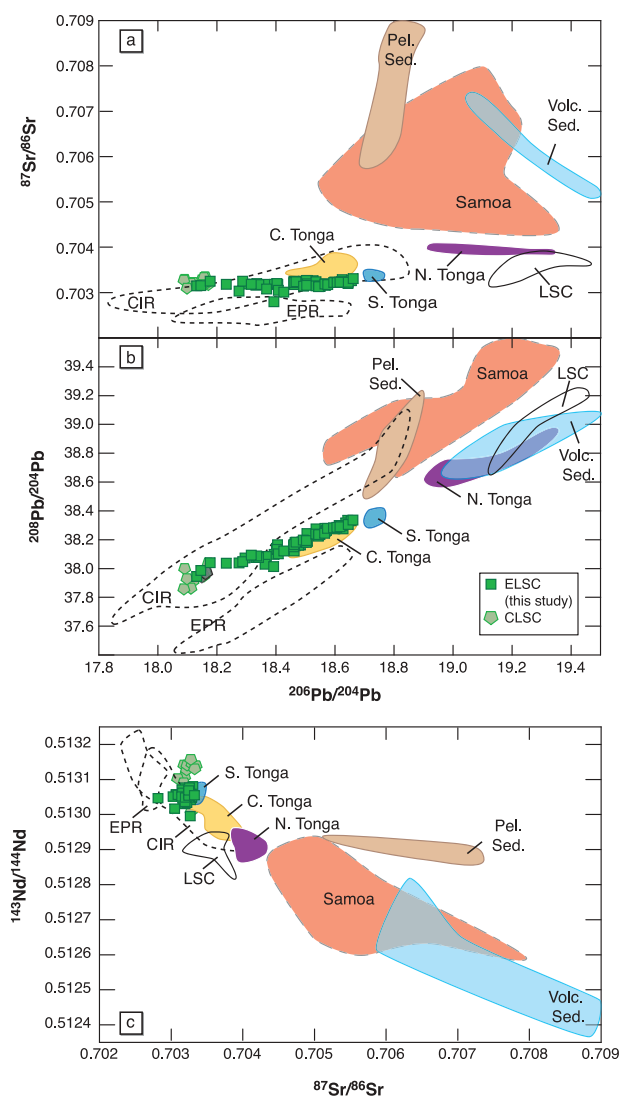 a
0.709
0.708
0.707
0.706
0.705
0.704
0.703
87Sr/86Sr
Pel.
Sed.
Volc.
Sed.
Samoa
C. Tonga
N. Tonga
S. Tonga
LSC
CIR
EPR
b
39.4
39.2
39.0
38.8
38.6
38.4
38.2
38.0
37.8
37.6
208Pb/204Pb
Pel.
Sed.
Samoa
LSC
Volc.
Sed.
N. Tonga
S. Tonga
C. Tonga
CIR
EPR
ELSC
(this study)
CLSC
17.8 18.0 18.2 18.4 18.6 18.8 19.0 19.2 19.4
206Pb/204Pb
0.5132
0.5131
0.5130
0.5129
0.5128
0.5127
0.5126
0.5125
0.5124
143Nd/144Nd
S. Tonga
C. Tonga
EPR
CIR
N. Tonga
LSC
Pel.
Sed.
Samoa
Volc.
Sed.
c
0.702 0.703 0.704 0.705 0.706 0.707 0.708 0.709
87Sr/86Sr